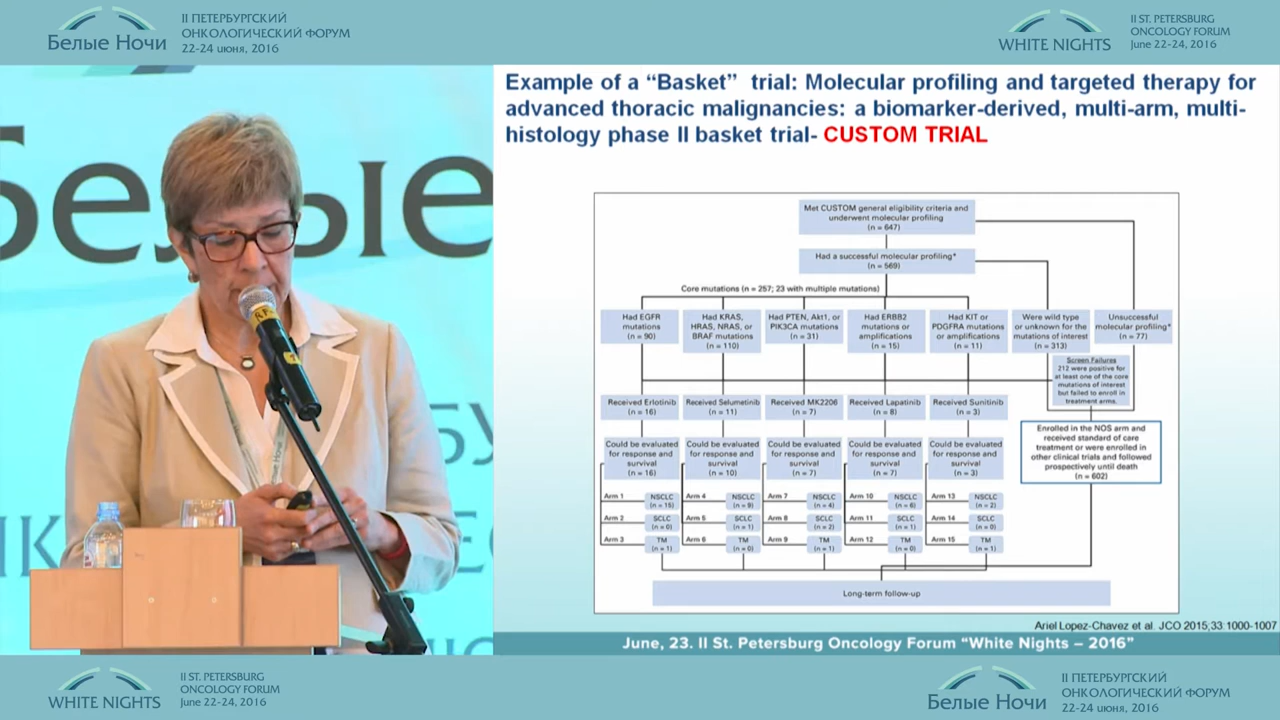 II ПЕТЕРБУРГСКИЙ
ОНКОЛОГИЧЕСКИЙ ФОРУМ
22-24 июня, 2016
Белые Ночи
II ST. PETERSBURG
ONCOLOGY FORUM
June 22-24, 2016
WHITE NIGHTS
Белые
Example of a “Basket” trial: Molecular profiling and targeted therapy for
advanced thoracic malignancies: a biomarker-derived, multi-arm, multi-
histology phase II basket trial- CUSTOM TRIAL
Met CUSTOM general eligibility criteria and
underwent molecular profiling
(n = 647)
Had a successful molecular profiling*
(n = 569)
Core mutations (n = 257; 23 with multiple mutations)
Had EGFR
mutations
(n = 90)
Had KRAS,
HRAS, NRAS, or
BRAF mutations
(n = 110)
Had PTEN, Akt1, or
PIK3CA mutations
(n = 31)
Had ERBB2
mutations or
amplifications
(n = 15)
Had KIT or
PDGFRA mutations
or amplifications
(n = 11)
Were wild type
or unknown for the
mutations of interest
(n = 313)
Unsuccessful
molecular profiling*
(n = 77)
Screen Failures
212 were positive for
at least one of the core
mutations of interest
but failed to enroll in
treatment arms.
Received Erlotinib
(n = 16)
Received Selumetinib
(n = 11)
Received MK2206
(n = 7)
Received Lapatinib
(n = 8)
Received Sunitinib
(n = 3)
Enrolled in the NOS arm and
received standard of care
treatment or were enrolled in
other clinical trials and followed
prospectively until death
(n = 602)
Could be evaluated
for response and
survival
(n = 16)
Could be evaluated
for response and
survival
(n = 10)
Could be evaluated
for response and
survival
(n = 7)
Could be evaluated
for response and
survival
(n = 7)
Could be evaluated
for response and
survival
(n = 3)
Arm 1 NSCLC
(n = 15)
Arm 2 SCLC
(n = 0)
Arm 3 TM
(n = 1)
Arm 4 NSCLC
(n = 9)
Arm 5 SCLC
(n = 1)
Arm 6 TM
(n = 0)
Arm 7 NSCLC
(n = 4)
Arm 8 SCLC
(n = 2)
Arm 9 TM
(n = 1)
Arm 10 NSCLC
(n = 6)
Arm 11 SCLC
(n = 1)
Arm 12 TM
(n = 0)
Arm 13 NSCLC
(n = 2)
Arm 14 SCLC
(n = 0)
Arm 15 TM
(n = 1)
Long-term follow-up
Ariel Lopez-Chavez et al. JCO 2015;33:1000-1007
June, 23. II St. Petersburg Oncology Forum “White Nights – 2016”
WHITE NIGHTS
II ST. PETERSBURG
ONCOLOGY FORUM
June 22-24, 2016
Белые Ночи
II ПЕТЕРБУРГСКИЙ
ОНКОЛОГИЧЕСКИЙ ФОРУМ
22-24 июня, 2016